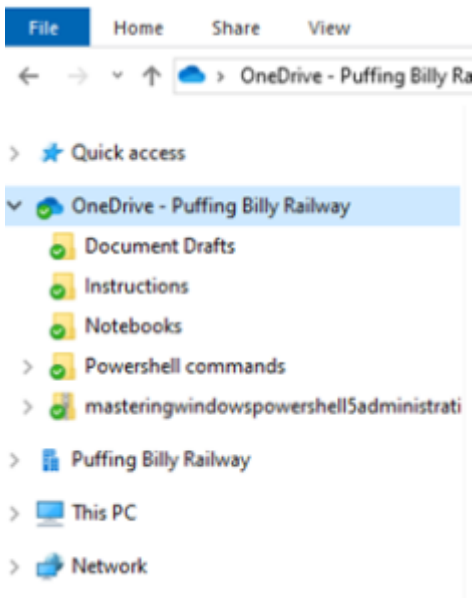 File Home Share View
OneDrive - Puffing Billy Ra
Quick access
OneDrive - Puffing Billy Railway
Document Drafts
Instructions
Notebooks
Powershell commands
masteringwindowspowershell5administrati
Puffing Billy Railway
This PC
Network